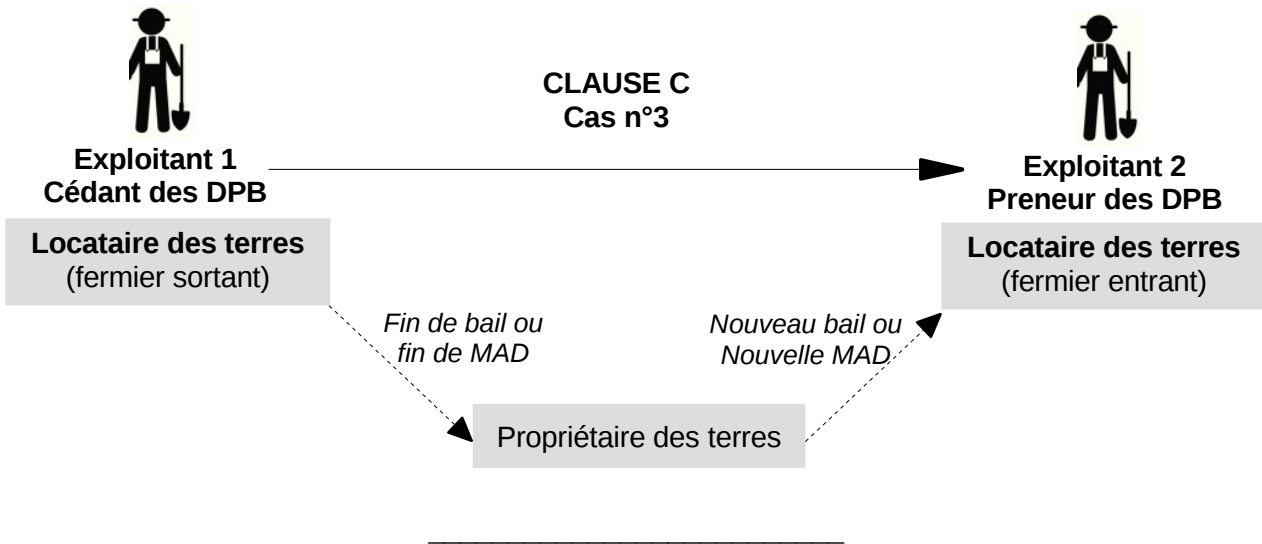 CLAUSE C
Cas n°3
Exploitant 1
Cédant des DPB
Exploitant 2
Preneur des DPB
Locataire des terres
(fermier sortant)
Locataire des terres
(fermier entrant)
Fin de bail ou
fin de MAD
Nouveau bail ou
Nouvelle MAD
Propriétaire des terres